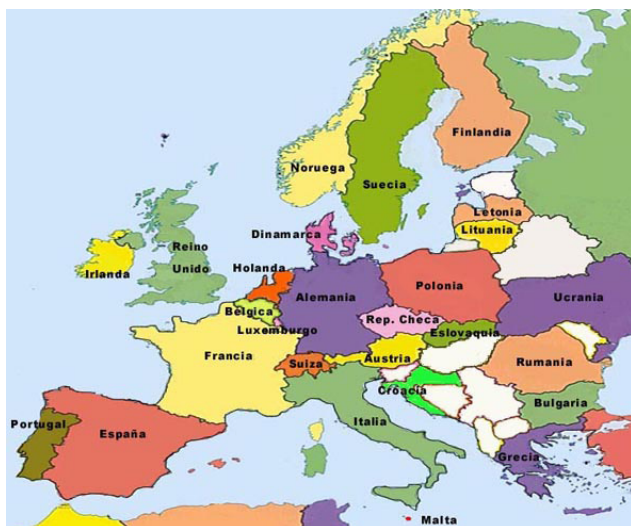 Finlandia
Noruega
Suecia
Letonia
Lituania
Dinamarca
Reino
Unido
Irlanda
Holanda
Polonia
Alemania
Ucrania
Bélgica
Rep. Checa
Luxemburgo
Eslovaquia
Francia
Austria
Rumania
Suiza
Croacia
Bulgaria
Portugal
España
Italia
Grecia
Malta